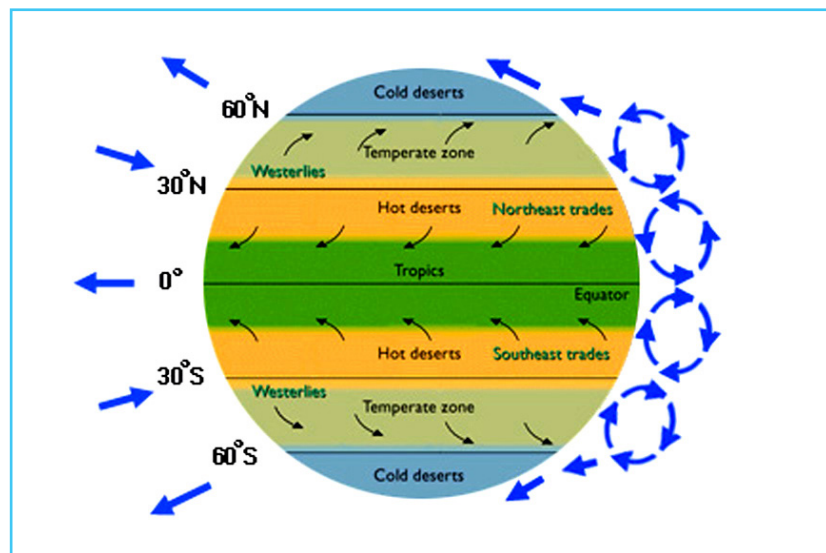 Cold deserts
60°N
Temperate zone
Westerlies
30°N
Hot deserts
Northeast trades
Tropics
0°
Equator
Hot deserts
Southeast trades
30°S
Westerlies
Temperate zone
60°S
Cold deserts